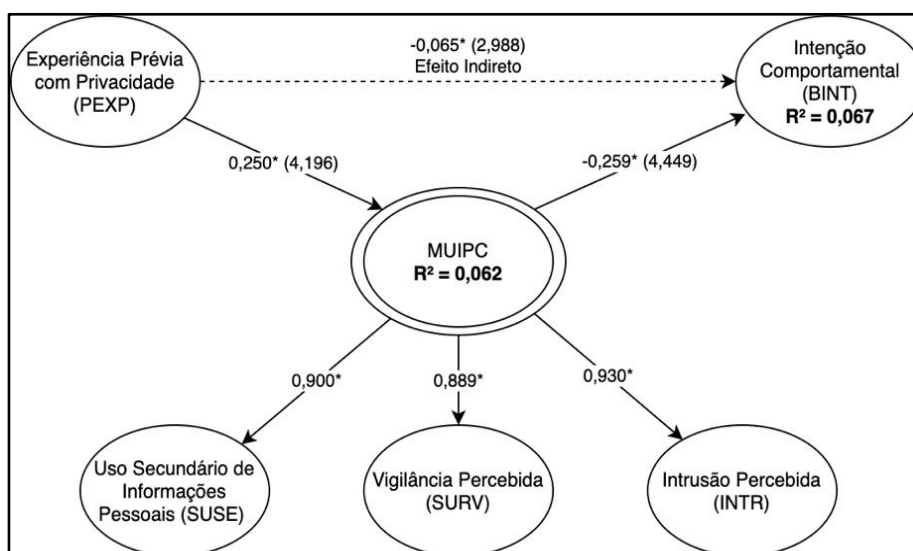 Experiência Prévia
com Privacidade
(PEXP)
-0,065* (2,988)
Efeito Indireto
Intenção
Comportamental
(BINT)
R² = 0,067
0,250* (4,196)
-0,259* (4,449)
MUIPC
R² = 0,062
0,900*
0,889*
0,930*
Uso Secundário de
Informações
Pessoais (SUSE)
Vigilância Percebida
(SURV)
Intrusão Percebida
(INTR)